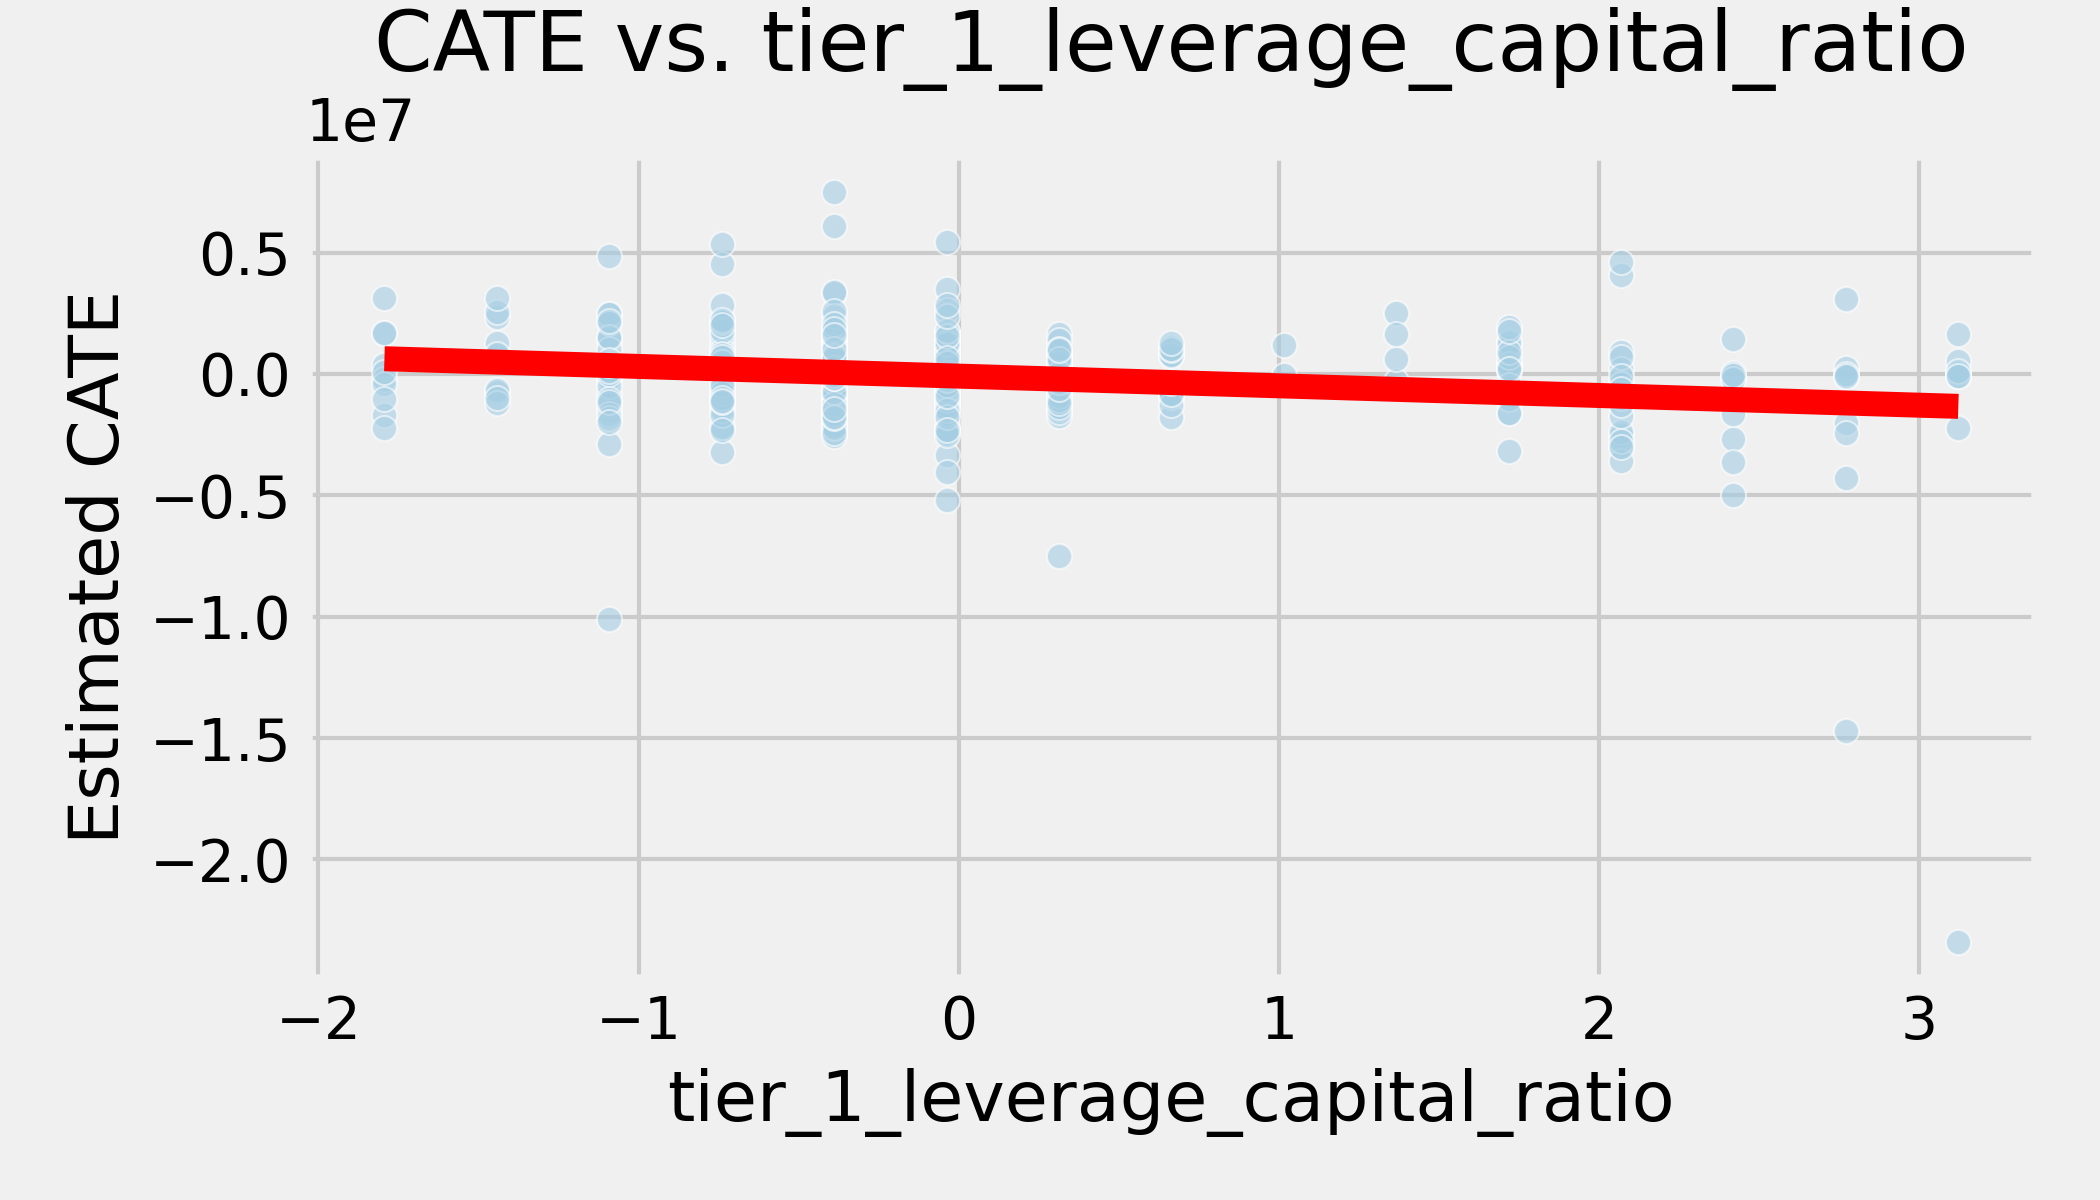 CATE vs. tier_1_leverage_capital_ratio
1e7
0.5
0.0
−0.5
−1.0
−1.5
−2.0
Estimated CATE
−2 −1 0 1 2 3
tier_1_leverage_capital_ratio